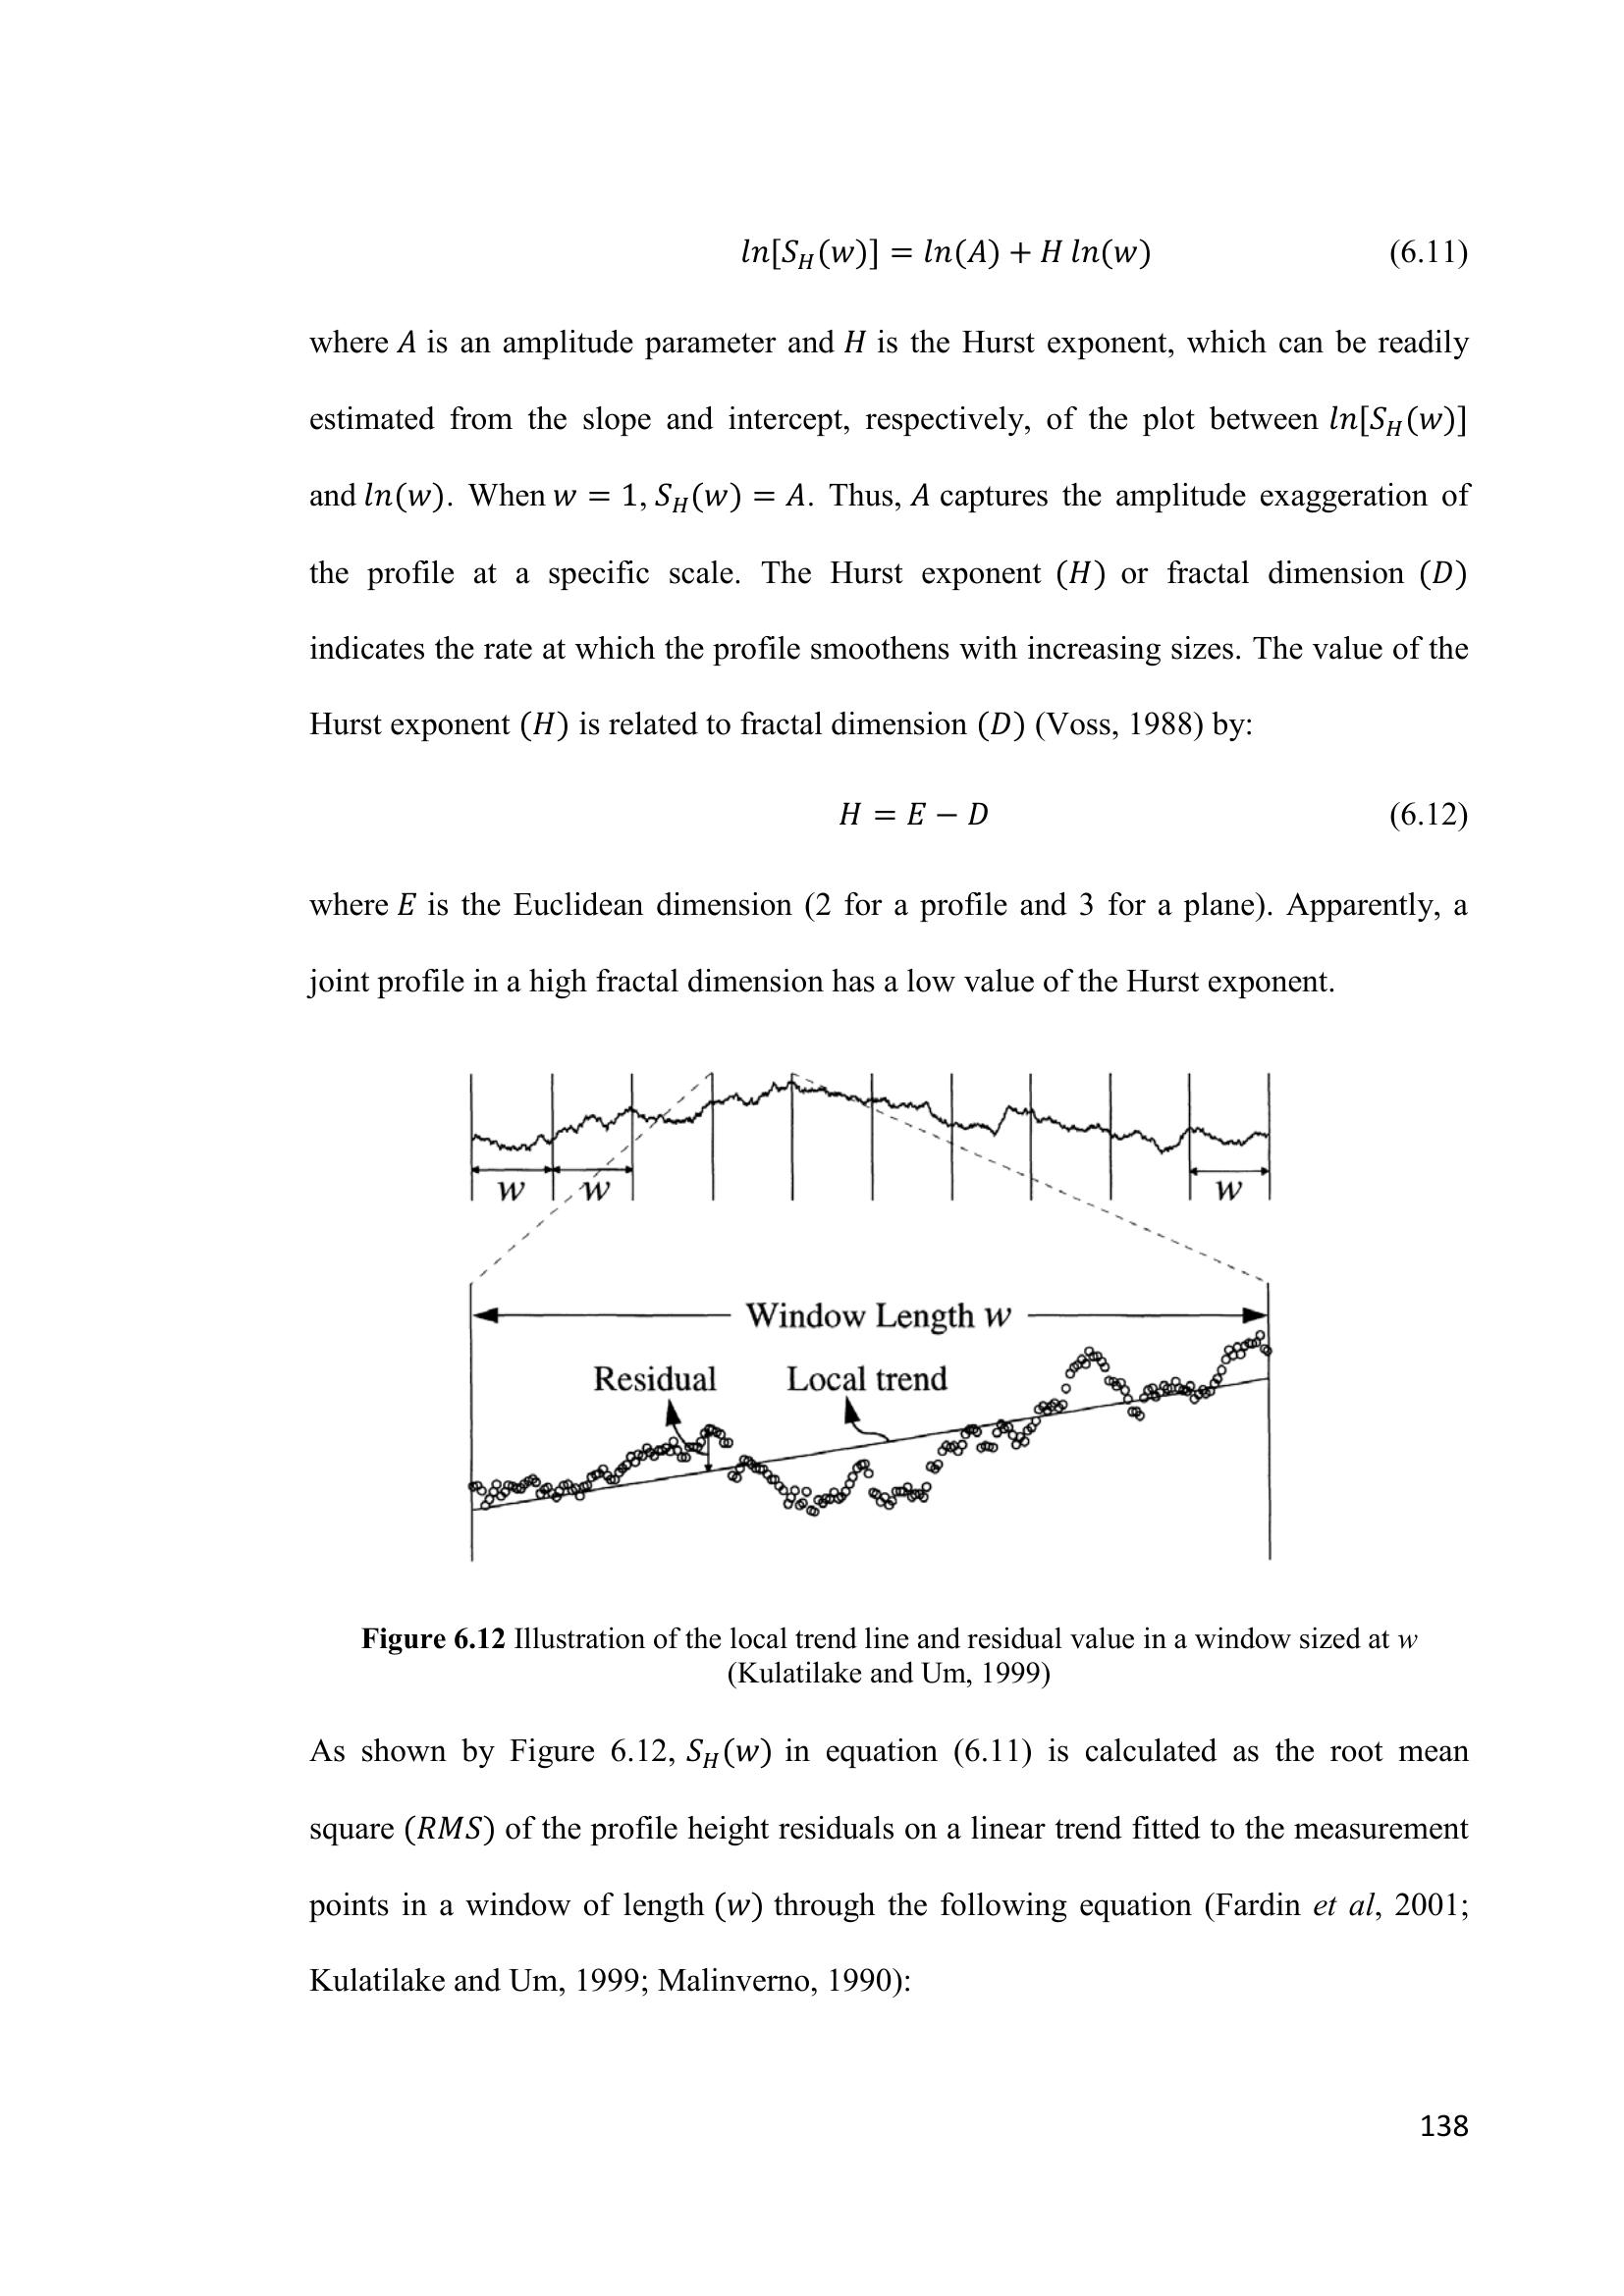 ln[S_H(w)] = ln(A) + H ln(w) (6.11)
where A is an amplitude parameter and H is the Hurst exponent, which can be readily
estimated from the slope and intercept, respectively, of the plot between ln[S_H(w)]
and ln(w). When w = 1, S_H(w) = A. Thus, A captures the amplitude exaggeration of
the profile at a specific scale. The Hurst exponent (H) or fractal dimension (D)
indicates the rate at which the profile smoothens with increasing sizes. The value of the
Hurst exponent (H) is related to fractal dimension (D) (Voss, 1988) by:
H = E − D (6.12)
where E is the Euclidean dimension (2 for a profile and 3 for a plane). Apparently, a
joint profile in a high fractal dimension has a low value of the Hurst exponent.
w w w
Window Length w
Residual Local trend
Figure 6.12 Illustration of the local trend line and residual value in a window sized at w
(Kulatilake and Um, 1999)
As shown by Figure 6.12, S_H(w) in equation (6.11) is calculated as the root mean
square (RMS) of the profile height residuals on a linear trend fitted to the measurement
points in a window of length (w) through the following equation (Fardin et al, 2001;
Kulatilake and Um, 1999; Malinverno, 1990):
138